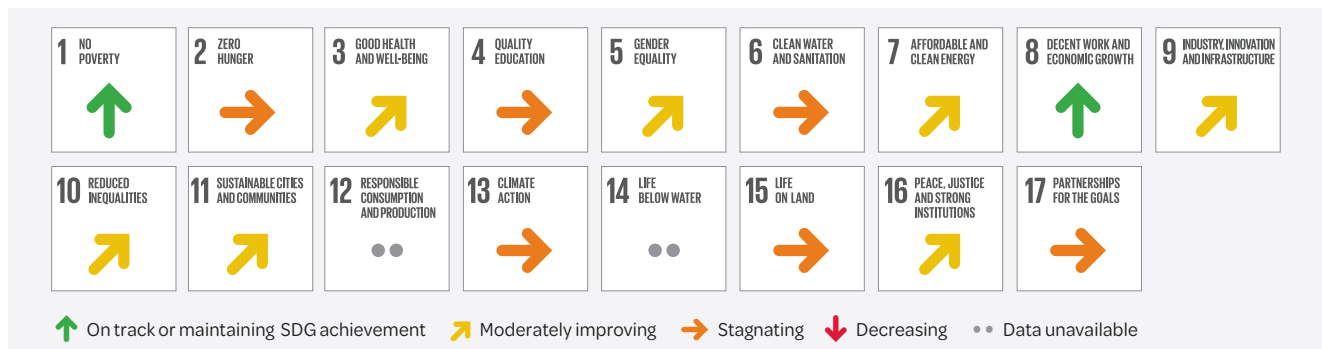 1 NO
POVERTY
2 ZERO
HUNGER
3 GOOD HEALTH
AND WELL-BEING
4 QUALITY
EDUCATION
5 GENDER
EQUALITY
6 CLEAN WATER
AND SANITATION
7 AFFORDABLE AND
CLEAN ENERGY
8 DECENT WORK AND
ECONOMIC GROWTH
9 INDUSTRY, INNOVATION
AND INFRASTRUCTURE
10 REDUCED
INEQUALITIES
11 SUSTAINABLE CITIES
AND COMMUNITIES
12 RESPONSIBLE
CONSUMPTION
AND PRODUCTION
13 CLIMATE
ACTION
14 LIFE
BELOW WATER
15 LIFE
ON LAND
16 PEACE, JUSTICE
AND STRONG
INSTITUTIONS
17 PARTNERSHIPS
FOR THE GOALS
On track or maintaining SDG achievement Moderately improving Stagnating Decreasing Data unavailable